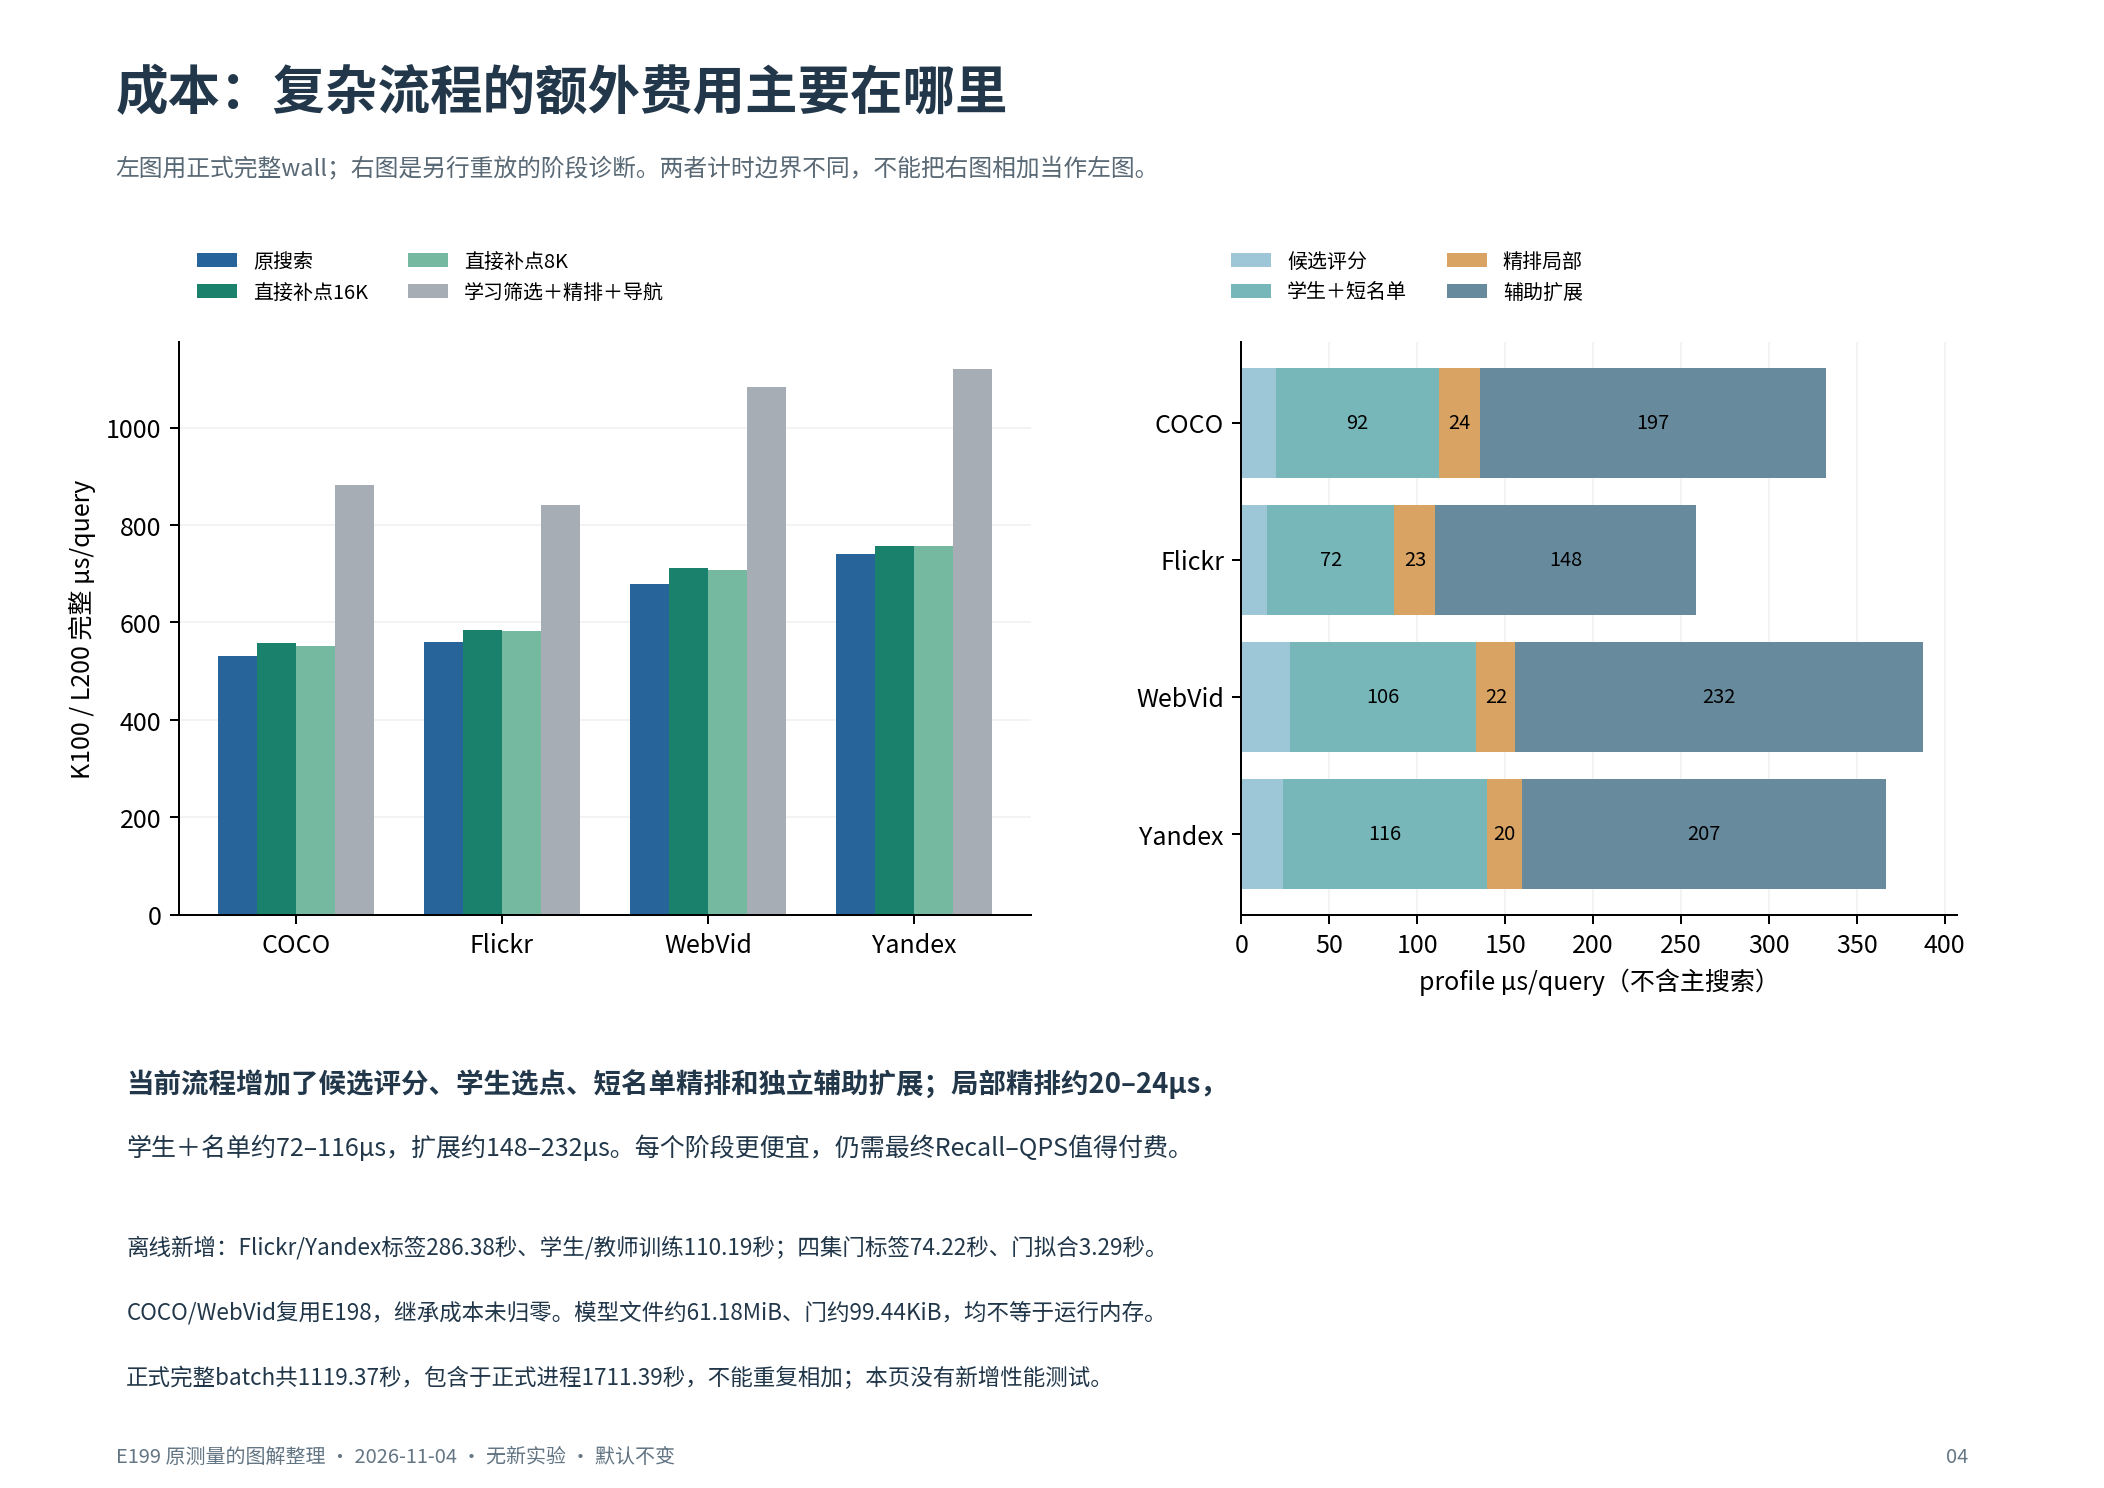 成本：复杂流程的额外费用主要在哪里
左图用正式完整wall；右图是另行重放的阶段诊断。两者计时边界不同，不能把右图相加当作左图。
原搜索
直接补点8K
直接补点16K
学习筛选＋精排＋导航
K100 / L200 完整 µs/query
1000
800
600
400
200
0
COCO
Flickr
WebVid
Yandex
候选评分
精排局部
学生＋短名单
辅助扩展
COCO
92
24
197
Flickr
72
23
148
WebVid
106
22
232
Yandex
116
20
207
0
50
100
150
200
250
300
350
400
profile µs/query（不含主搜索）
当前流程增加了候选评分、学生选点、短名单精排和独立辅助扩展；局部精排约20–24µs，
学生＋名单约72–116µs，扩展约148–232µs。每个阶段更便宜，仍需最终Recall–QPS值得付费。
离线新增：Flickr/Yandex标签286.38秒、学生/教师训练110.19秒；四集门标签74.22秒、门拟合3.29秒。
COCO/WebVid复用E198，继承成本未归零。模型文件约61.18MiB、门约99.44KiB，均不等于运行内存。
正式完整batch共1119.37秒，包含于正式进程1711.39秒，不能重复相加；本页没有新增性能测试。
E199 原测量的图解整理 · 2026-11-04 · 无新实验 · 默认不变
04